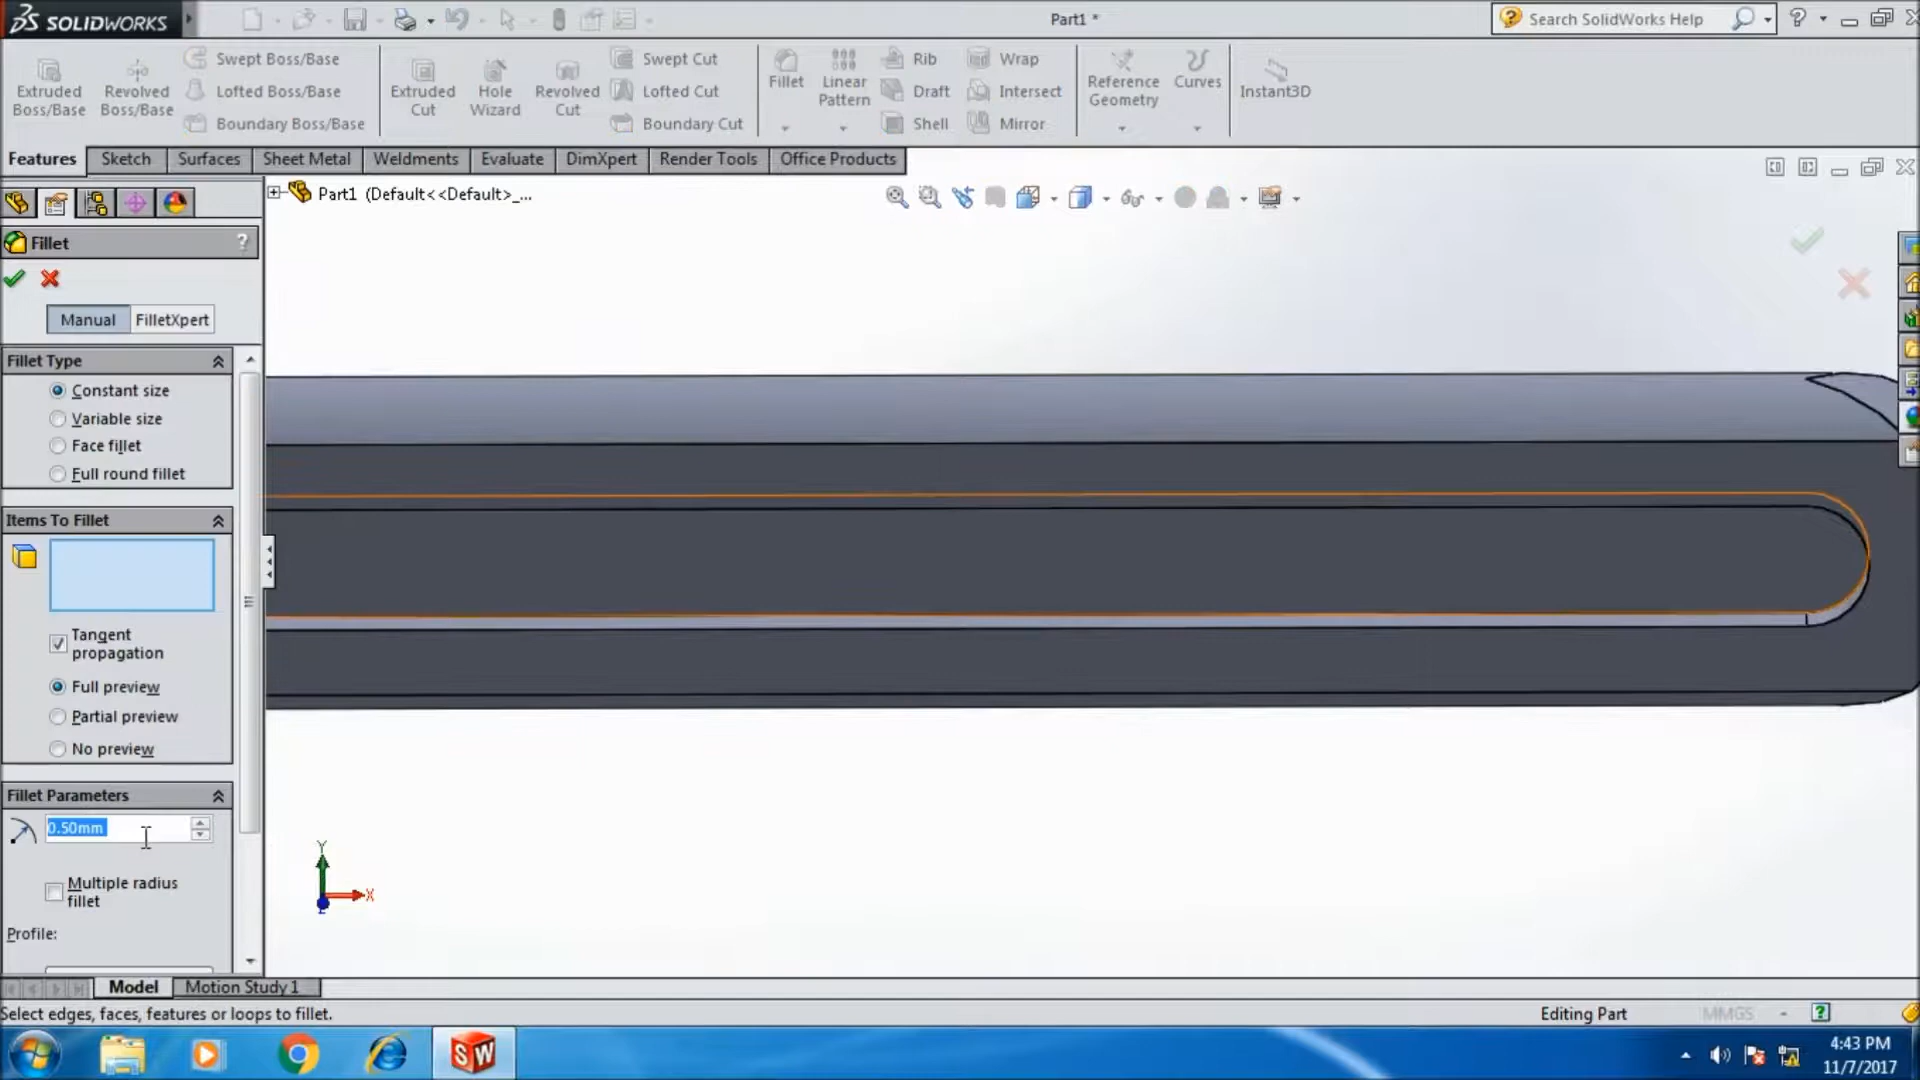 SOLIDWORKS
Part1 *
Search SolidWorks Help
Extruded Boss/Base
Revolved Boss/Base
Swept Boss/Base
Lofted Boss/Base
Boundary Boss/Base
Extruded Cut
Hole Wizard
Revolved Cut
Swept Cut
Lofted Cut
Boundary Cut
Fillet
Linear Pattern
Rib
Draft
Shell
Wrap
Intersect
Mirror
Reference Geometry
Curves
Instant3D
Features
Sketch
Surfaces
Sheet Metal
Weldments
Evaluate
DimXpert
Render Tools
Office Products
Part1 (Default<<Default>_...
Fillet
?
Manual
FilletXpert
Fillet Type
Constant size
Variable size
Face fillet
Full round fillet
Items To Fillet
Tangent
propagation
Full preview
Partial preview
No preview
Fillet Parameters
0.50mm
Multiple radius
fillet
Profile:
Y
X
Z
Model
Motion Study 1
Select edges, faces, features or loops to fillet.
Editing Part
MMGS
-
?
SW
4:43 PM
11/7/2017